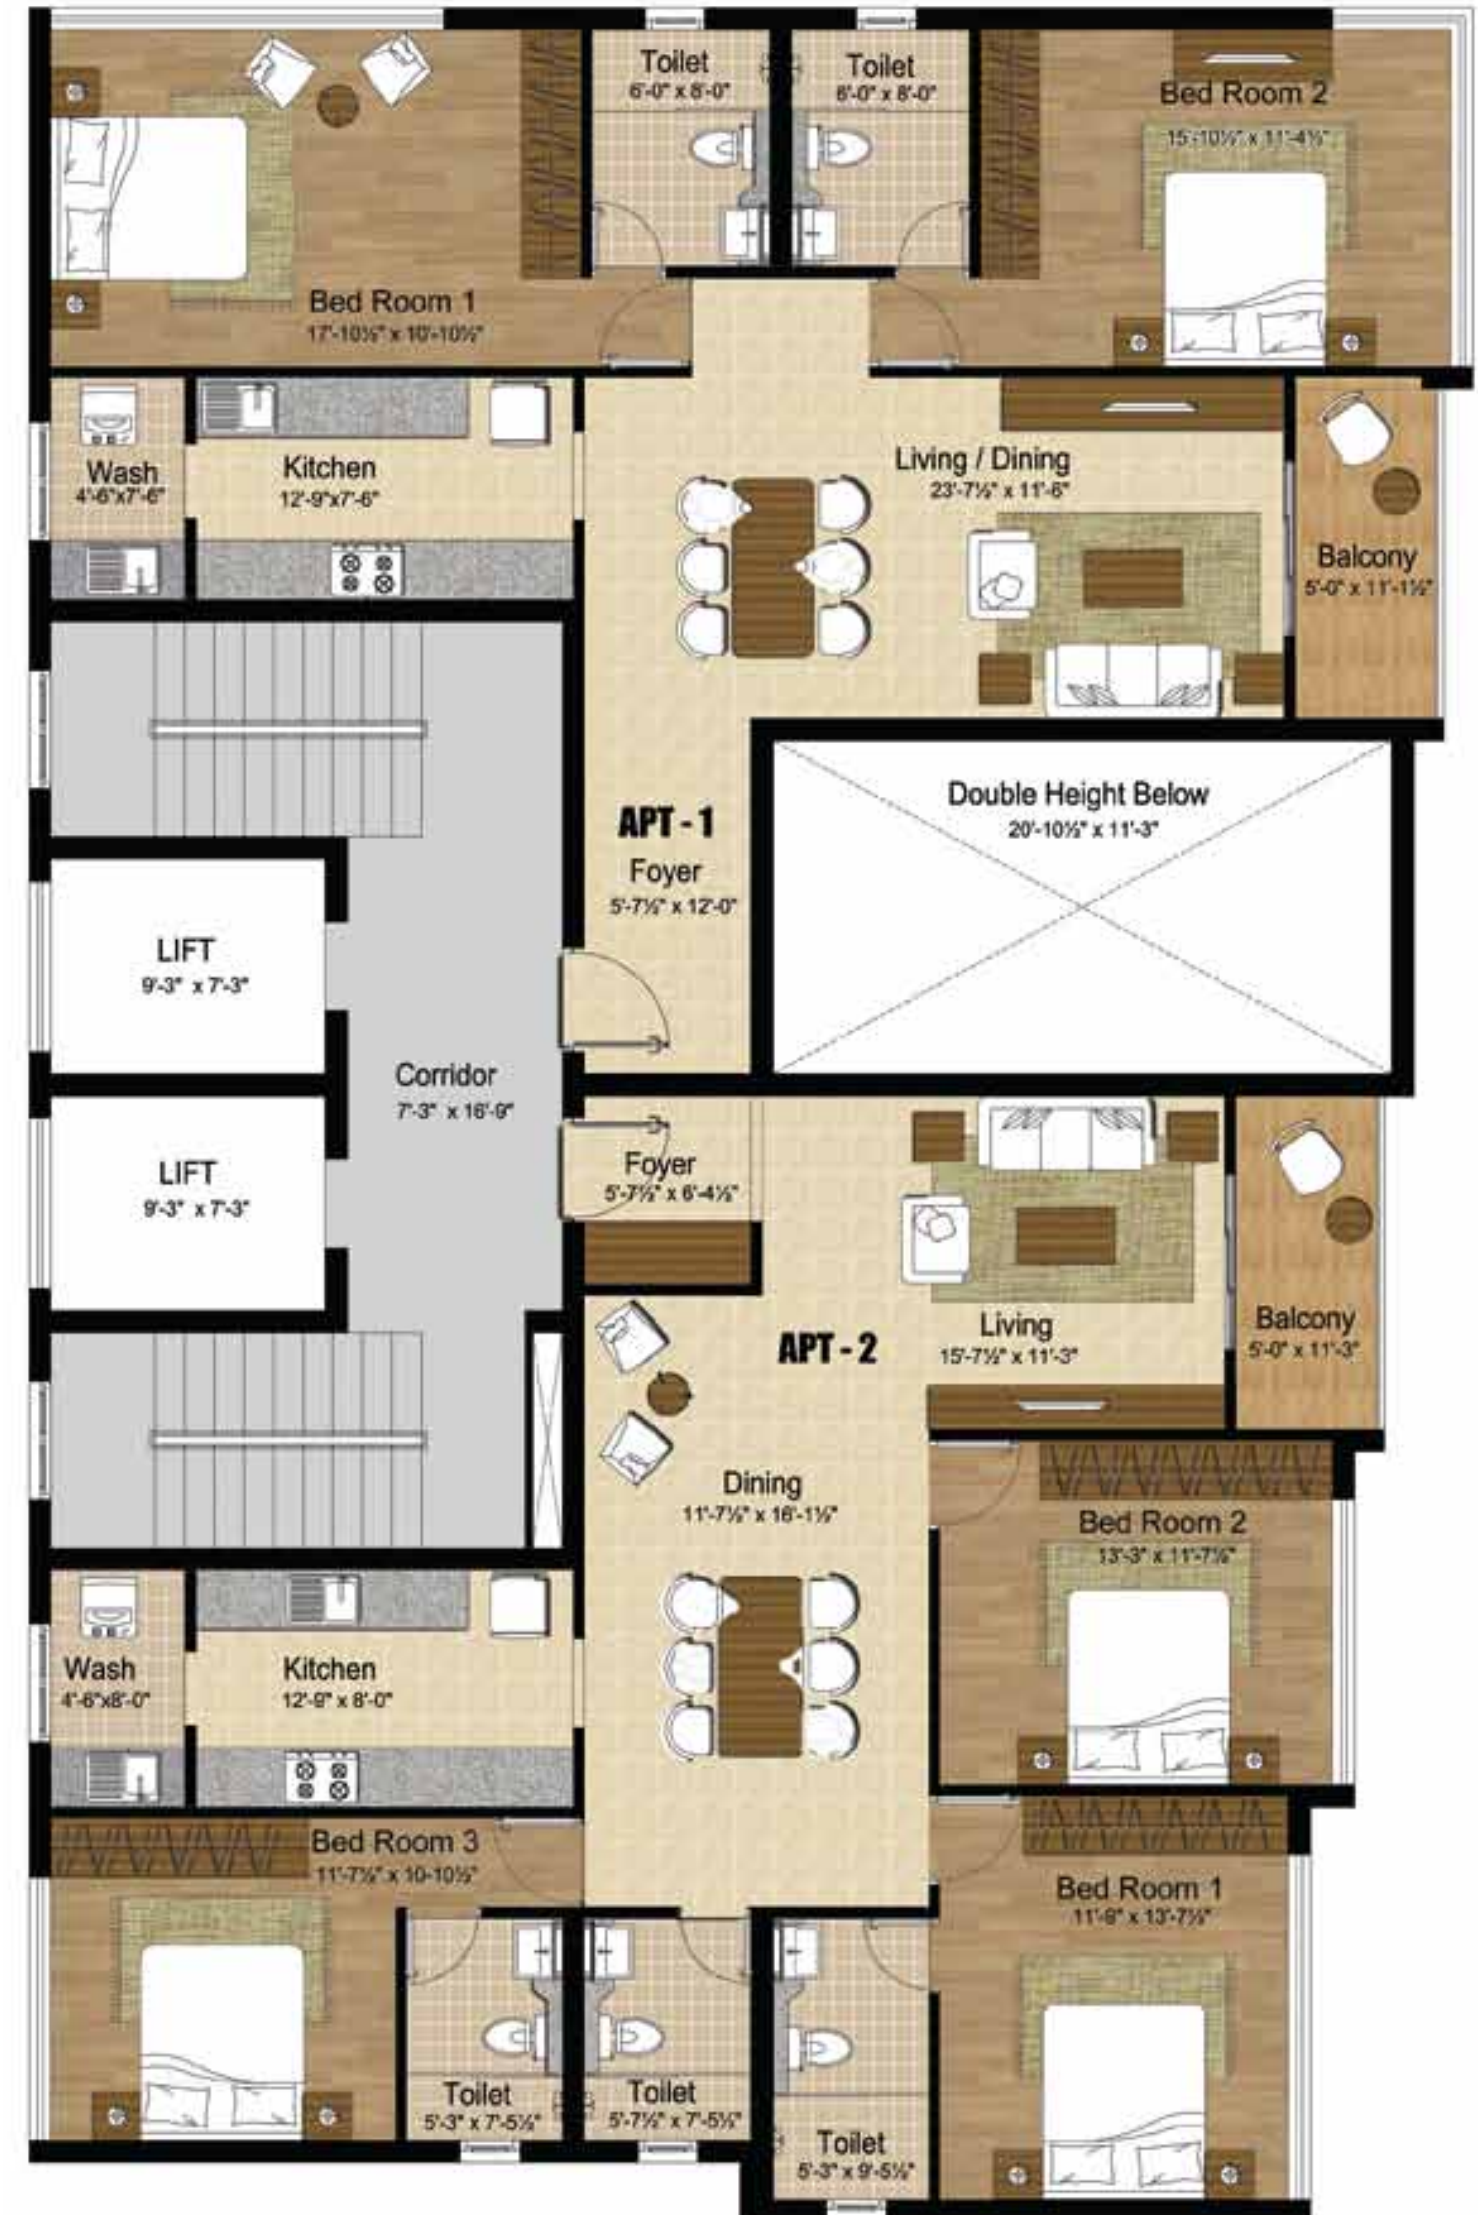 Toilet
6'-0" x 8'-0"
Toilet
6'-0" x 8'-0"
Bed Room 2
15'-10½" x 11'-4½"
Bed Room 1
17'-10½" x 10'-10½"
Wash
4'-6"x7'-6"
Kitchen
12'-9"x7'-6"
Living / Dining
23'-7½" x 11'-6"
Balcony
5'-0" x 11'-1½"
Double Height Below
20'-10½" x 11'-3"
APT - 1
Foyer
5'-7½" x 12'-0"
LIFT
9'-3" x 7'-3"
Corridor
7'-3" x 16'-9"
LIFT
9'-3" x 7'-3"
Foyer
5'-7½" x 6'-4½"
APT - 2
Living
15'-7½" x 11'-3"
Balcony
5'-0" x 11'-3"
Dining
11'-7½" x 16'-1½"
Bed Room 2
13'-3" x 11'-7½"
Wash
4'-6"x8'-0"
Kitchen
12'-9" x 8'-0"
Bed Room 3
11'-7½" x 10-10½"
Bed Room 1
11'-9" x 13'-7½"
Toilet
5'-3" x 7'-5½"
Toilet
5'-7½" x 7'-5½"
Toilet
5'-3" x 9'-5½"